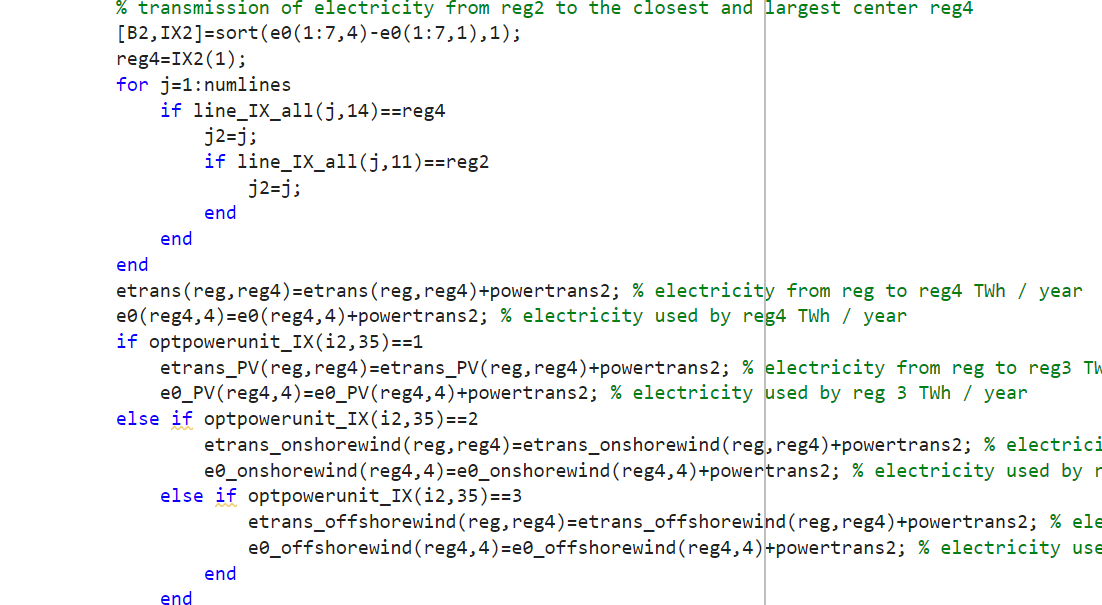 % transmission of electricity from reg2 to the closest and largest center reg4
[B2,IX2]=sort(e0(1:7,4)-e0(1:7,1),1);
reg4=IX2(1);
for j=1:numlines
if line_IX_all(j,14)==reg4
j2=j;
if line_IX_all(j,11)==reg2
j2=j;
end
end
end
etrans(reg,reg4)=etrans(reg,reg4)+powertrans2; % electricity from reg to reg4 TWh / year
e0(reg4,4)=e0(reg4,4)+powertrans2; % electricity used by reg4 TWh / year
if optpowerunit_IX(i2,35)==1
etrans_PV(reg,reg4)=etrans_PV(reg,reg4)+powertrans2; % electricity from reg to reg3 TW
e0_PV(reg4,4)=e0_PV(reg4,4)+powertrans2; % electricity used by reg 3 TWh / year
else if optpowerunit_IX(i2,35)==2
etrans_onshorewind(reg,reg4)=etrans_onshorewind(reg,reg4)+powertrans2; % electrici
e0_onshorewind(reg4,4)=e0_onshorewind(reg4,4)+powertrans2; % electricity used by r
else if optpowerunit_IX(i2,35)==3
etrans_offshorewind(reg,reg4)=etrans_offshorewind(reg,reg4)+powertrans2; % ele
e0_offshorewind(reg4,4)=e0_offshorewind(reg4,4)+powertrans2; % electricity use
end
end